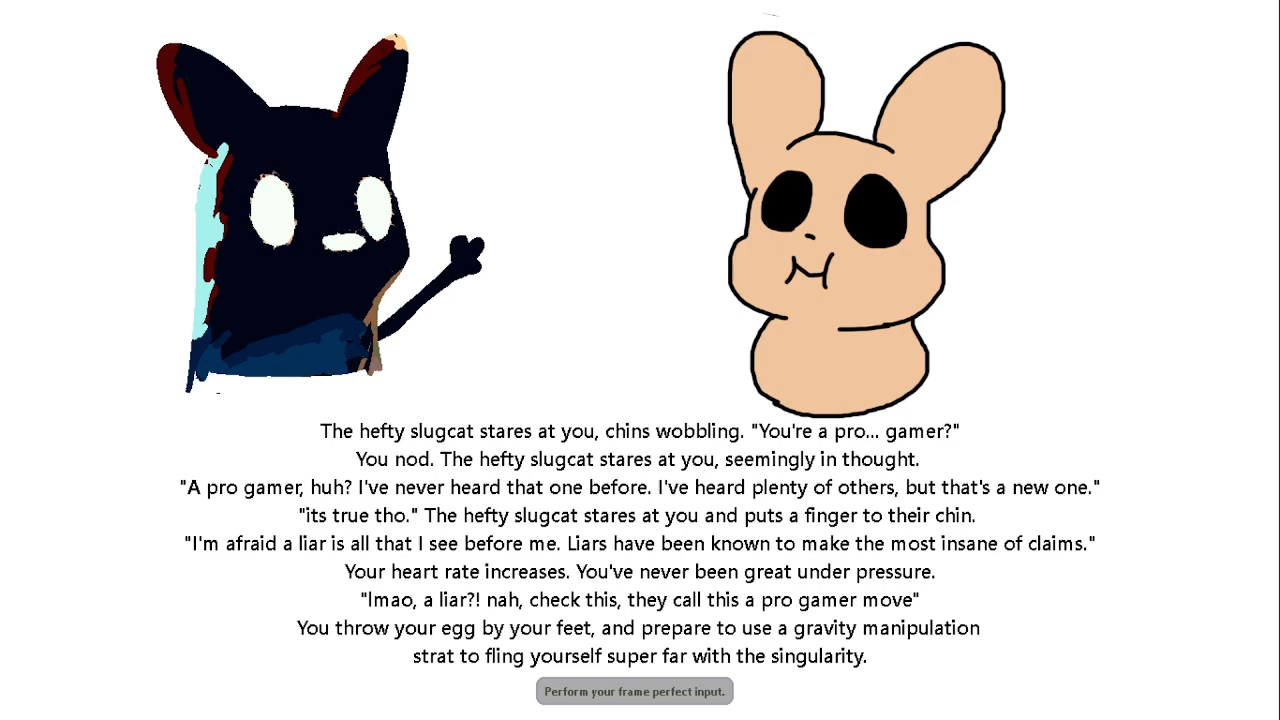 The hefty slugcat stares at you, chins wobbling. "You're a pro... gamer?"
You nod. The hefty slugcat stares at you, seemingly in thought.
"A pro gamer, huh? I've never heard that one before. I've heard plenty of others, but that's a new one."
"its true tho." The hefty slugcat stares at you and puts a finger to their chin.
"I'm afraid a liar is all that I see before me. Liars have been known to make the most insane of claims."
Your heart rate increases. You've never been great under pressure.
"lmao, a liar?! nah, check this, they call this a pro gamer move"
You throw your egg by your feet, and prepare to use a gravity manipulation
strat to fling yourself super far with the singularity.
Perform your frame perfect input.